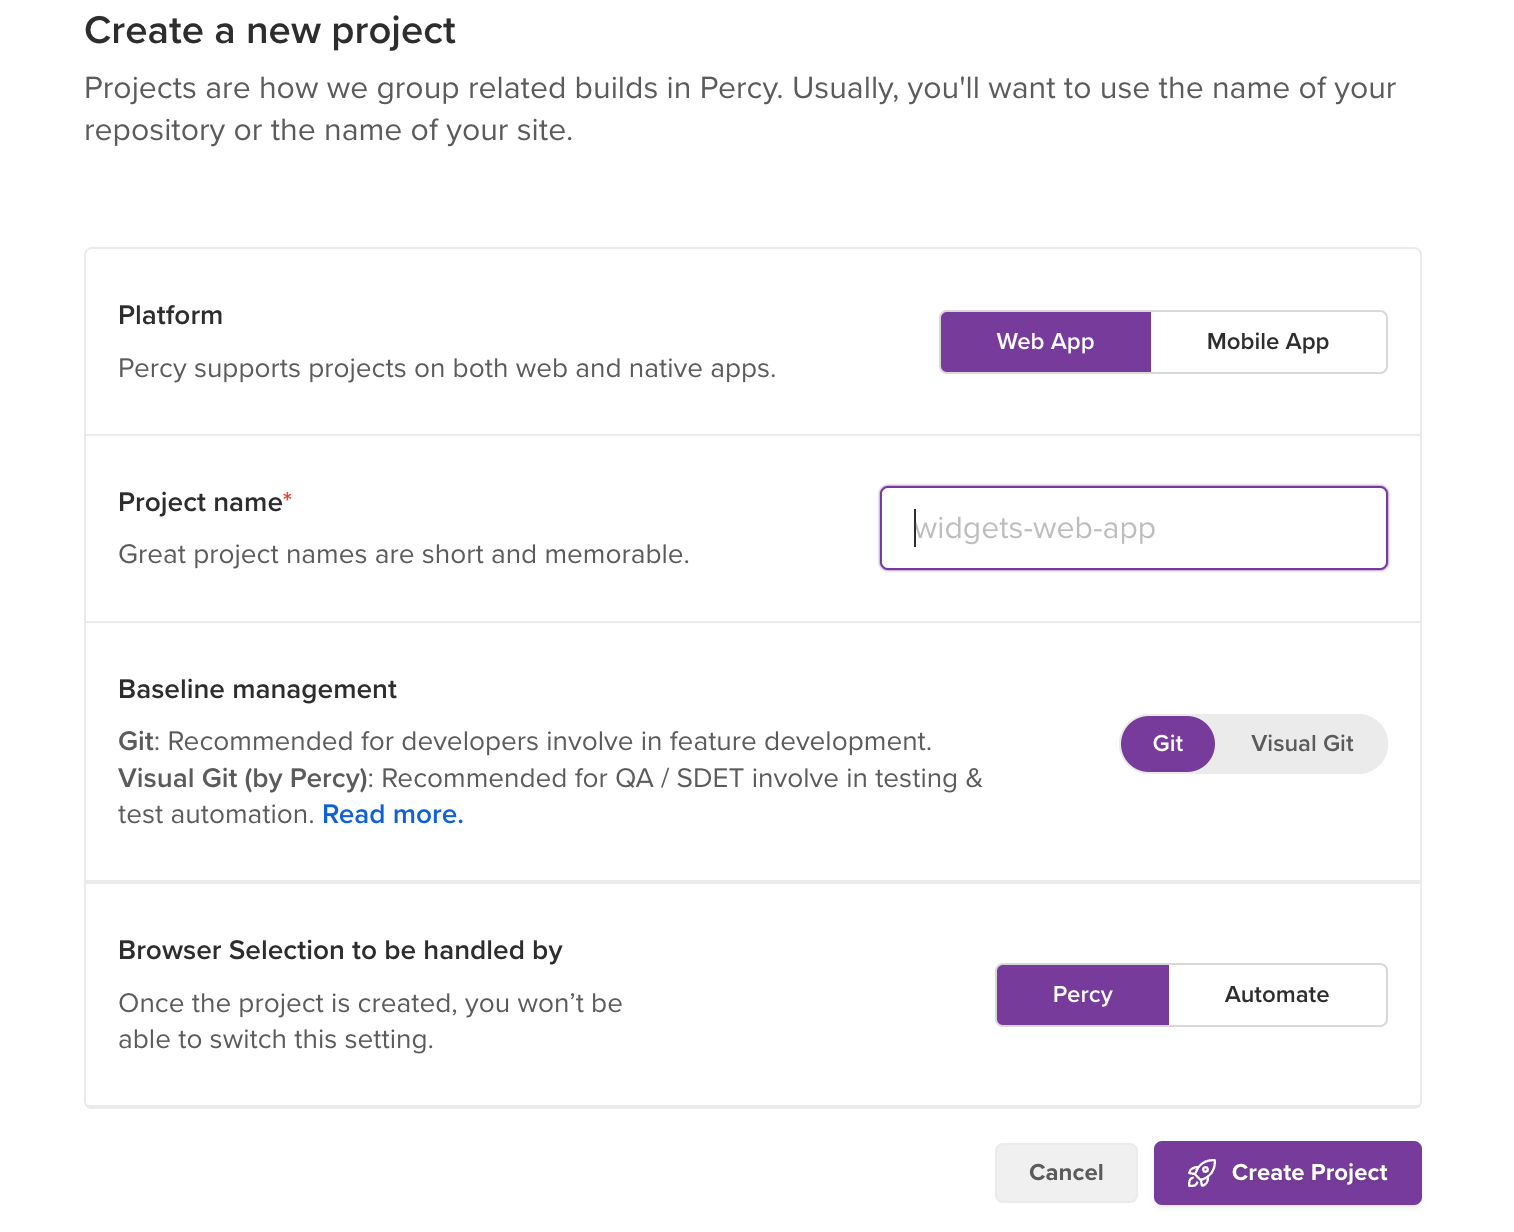 Create a new project
Projects are how we group related builds in Percy. Usually, you'll want to use the name of your
repository or the name of your site.
Platform
Percy supports projects on both web and native apps.
Web App
Mobile App
Project name*
Great project names are short and memorable.
widgets-web-app
Baseline management
Git: Recommended for developers involve in feature development.
Visual Git (by Percy): Recommended for QA / SDET involve in testing &
test automation. Read more.
Git
Visual Git
Browser Selection to be handled by
Once the project is created, you won’t be
able to switch this setting.
Percy
Automate
Cancel
Create Project